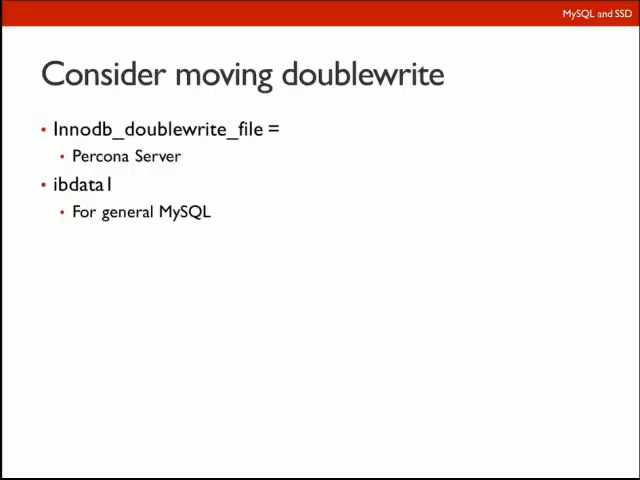 MySQL and SSD
Consider moving doublewrite
• Innodb_doublewrite_file =
• Percona Server
• ibdata1
• For general MySQL